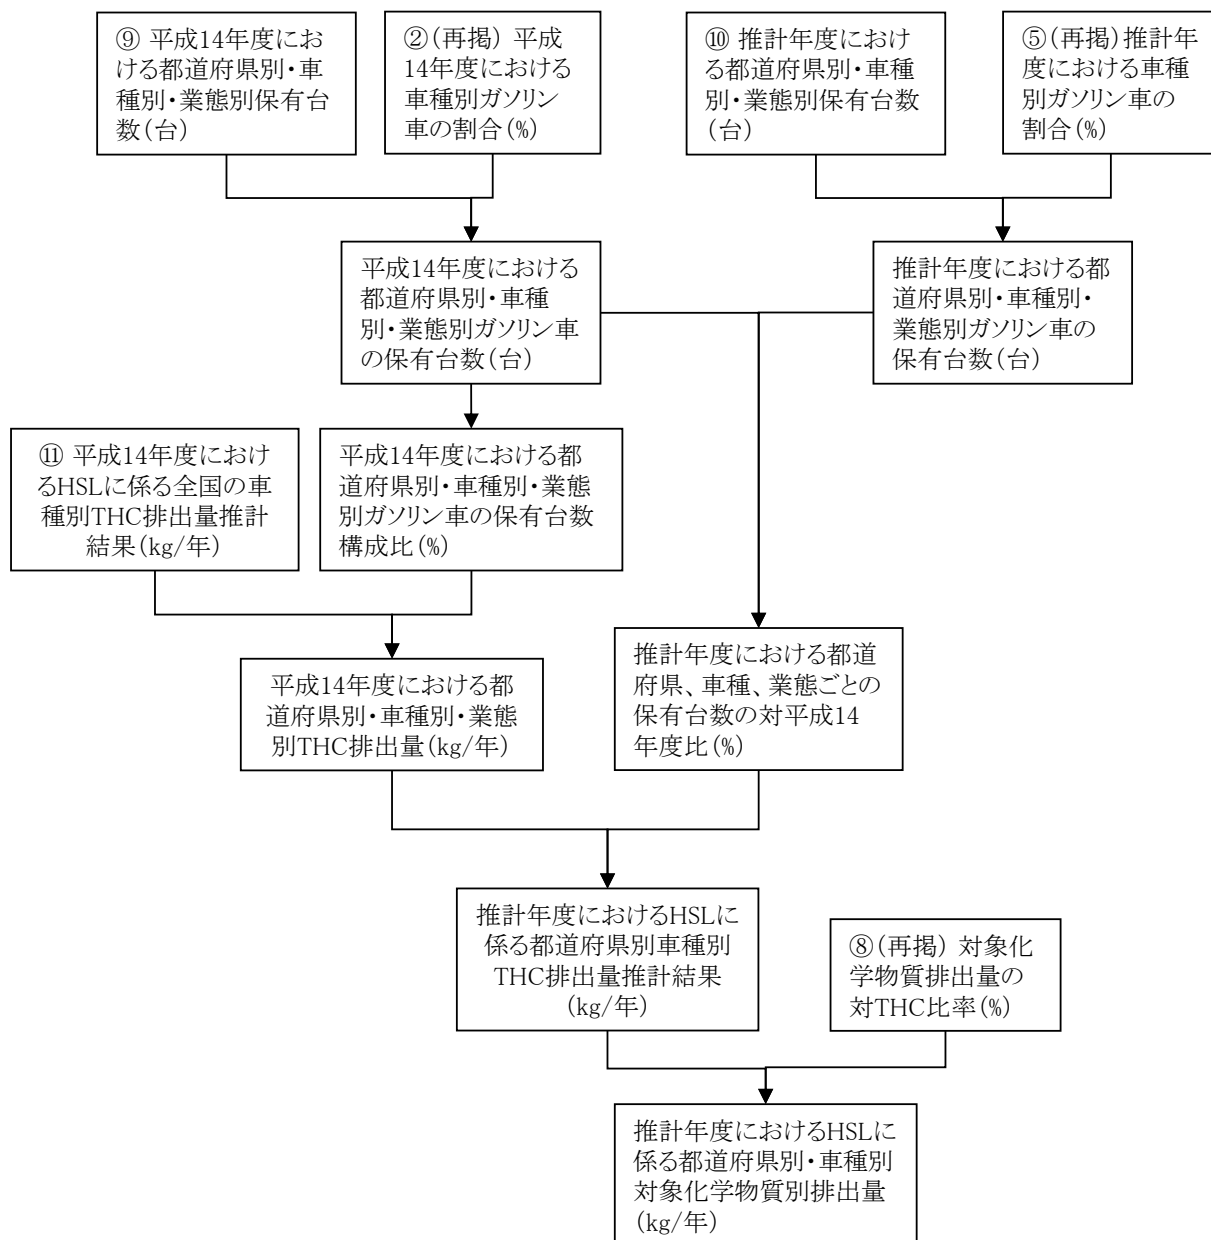 ⑨ 平成14年度にお
ける都道府県別・車
種別・業態別保有台
数(台)
②(再掲) 平成
14年度における
車種別ガソリン
車の割合(%)
⑩ 推計年度におけ
る都道府県別・車種
別・業態別保有台数
(台)
⑤(再掲)推計年
度における車種
別ガソリン車の
割合(%)
平成14年度における
都道府県別・車種
別・業態別ガソリン車
の保有台数(台)
推計年度における都
道府県別・車種別・
業態別ガソリン車の
保有台数(台)
⑪ 平成14年度におけ
るHSLに係る全国の車
種別THC排出量推計
結果(kg/年)
平成14年度における都
道府県別・車種別・業態
別ガソリン車の保有台数
構成比(%)
平成14年度における都
道府県別・車種別・業態
別THC排出量(kg/年)
推計年度における都道
府県、車種、業態ごとの
保有台数の対平成14
年度比(%)
推計年度におけるHSLに
係る都道府県別車種別
THC排出量推計結果
(kg/年)
⑧(再掲) 対象化
学物質排出量の
対THC比率(%)
推計年度におけるHSLに
係る都道府県別・車種別
対象化学物質別排出量
(kg/年)